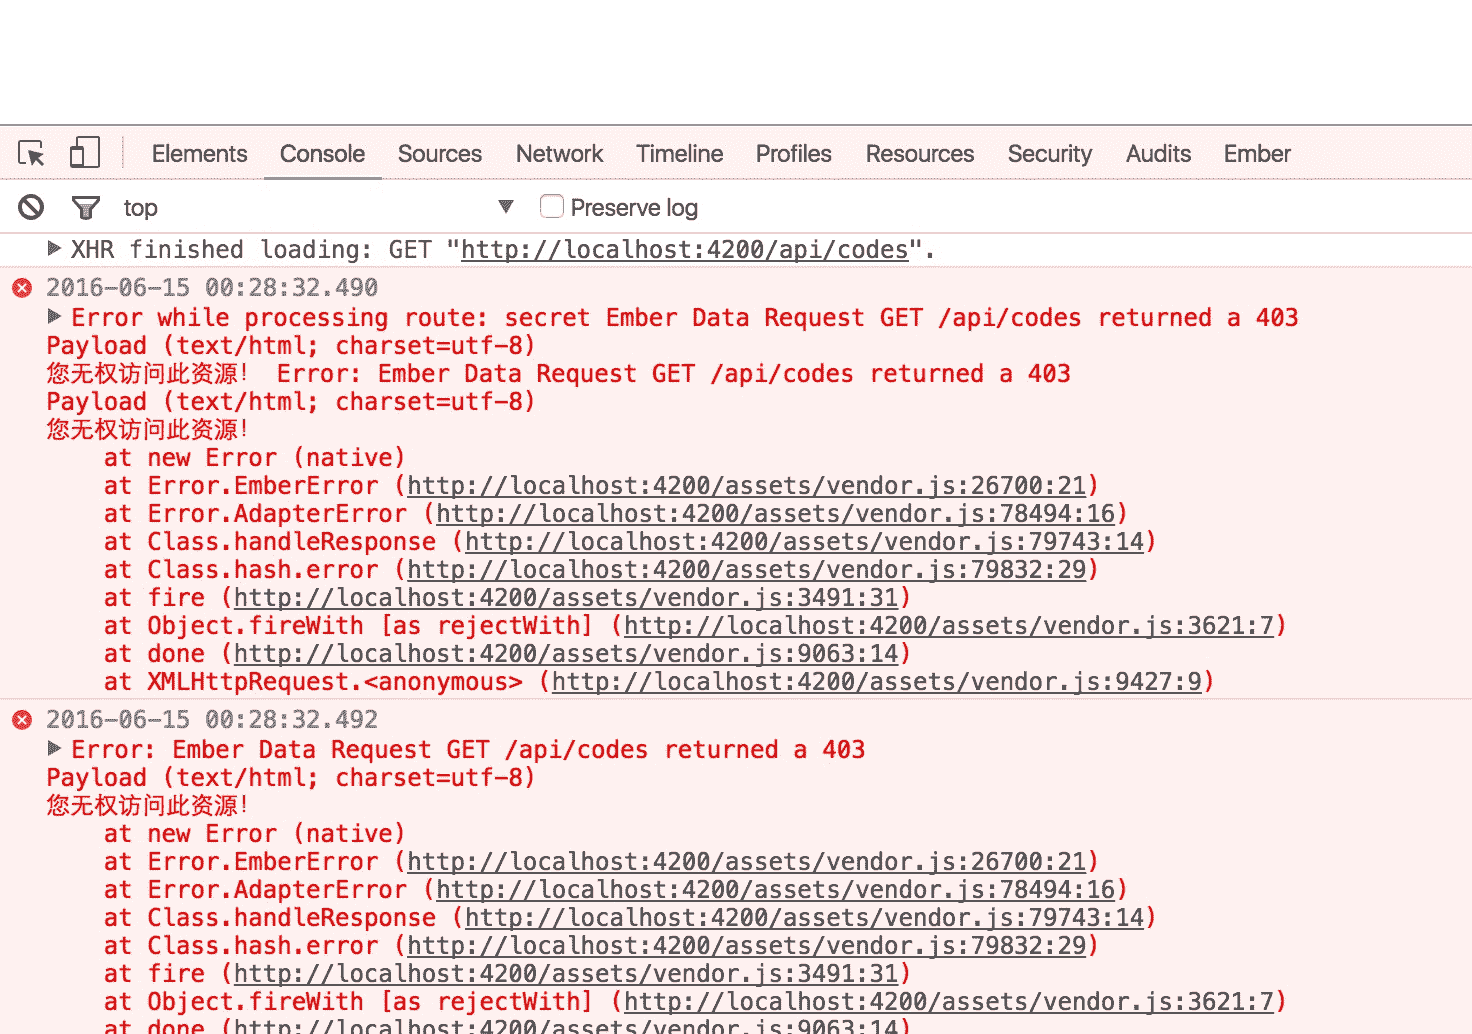 Elements Console Sources Network Timeline Profiles Resources Security Audits Ember
top ▼ Preserve log
▶ XHR finished loading: GET "http://localhost:4200/api/codes".
2016-06-15 00:28:32.490
▶ Error while processing route: secret Ember Data Request GET /api/codes returned a 403
Payload (text/html; charset=utf-8)
您无权访问此资源! Error: Ember Data Request GET /api/codes returned a 403
Payload (text/html; charset=utf-8)
您无权访问此资源!
at new Error (native)
at Error.EmberError (http://localhost:4200/assets/vendor.js:26700:21)
at Error.AdapterError (http://localhost:4200/assets/vendor.js:78494:16)
at Class.handleResponse (http://localhost:4200/assets/vendor.js:79743:14)
at Class.hash.error (http://localhost:4200/assets/vendor.js:79832:29)
at fire (http://localhost:4200/assets/vendor.js:3491:31)
at Object.fireWith [as rejectWith] (http://localhost:4200/assets/vendor.js:3621:7)
at done (http://localhost:4200/assets/vendor.js:9063:14)
at XMLHttpRequest.<anonymous> (http://localhost:4200/assets/vendor.js:9427:9)
2016-06-15 00:28:32.492
▶ Error: Ember Data Request GET /api/codes returned a 403
Payload (text/html; charset=utf-8)
您无权访问此资源!
at new Error (native)
at Error.EmberError (http://localhost:4200/assets/vendor.js:26700:21)
at Error.AdapterError (http://localhost:4200/assets/vendor.js:78494:16)
at Class.handleResponse (http://localhost:4200/assets/vendor.js:79743:14)
at Class.hash.error (http://localhost:4200/assets/vendor.js:79832:29)
at fire (http://localhost:4200/assets/vendor.js:3491:31)
at Object.fireWith [as rejectWith] (http://localhost:4200/assets/vendor.js:3621:7)
at done (http://localhost:4200/assets/vendor.js:9063:14)